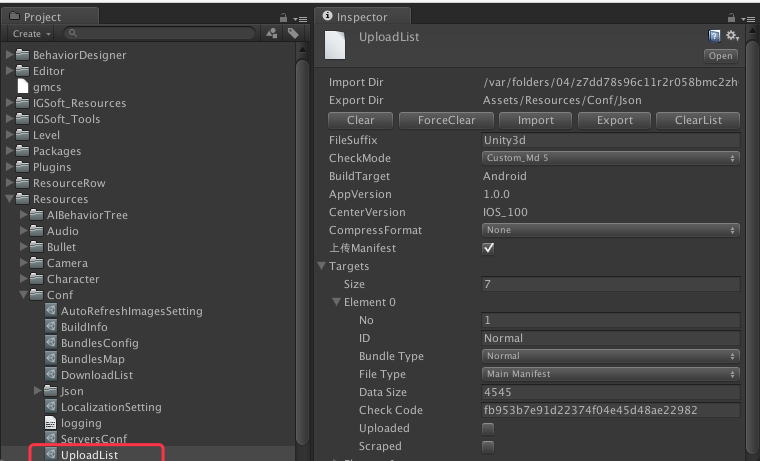 Project
Create
BehaviorDesigner
Editor
gmcs
IGSoft_Resources
IGSoft_Tools
Level
Packages
Plugins
ResourceRow
Resources
AIBehaviorTree
Audio
Bullet
Camera
Character
Conf
AutoRefreshImagesSetting
BuildInfo
BundlesConfig
BundlesMap
DownloadList
Json
LocalizationSetting
logging
ServersConf
UploadList
Inspector
UploadList
Open
Import Dir /var/folders/04/z7dd78s96c11r2r058bmc2zh
Export Dir Assets/Resources/Conf/Json
Clear ForceClear Import Export ClearList
FileSuffix Unity3d
CheckMode Custom_Md 5
BuildTarget Android
AppVersion 1.0.0
CenterVersion IOS_100
CompressFormat None
上传Manifest
Targets
Size 7
Element 0
No 1
ID Normal
Bundle Type Normal
File Type Main Manifest
Data Size 4545
Check Code fb953b7e91d22374f04e45d48ae22982
Uploaded
Scraped